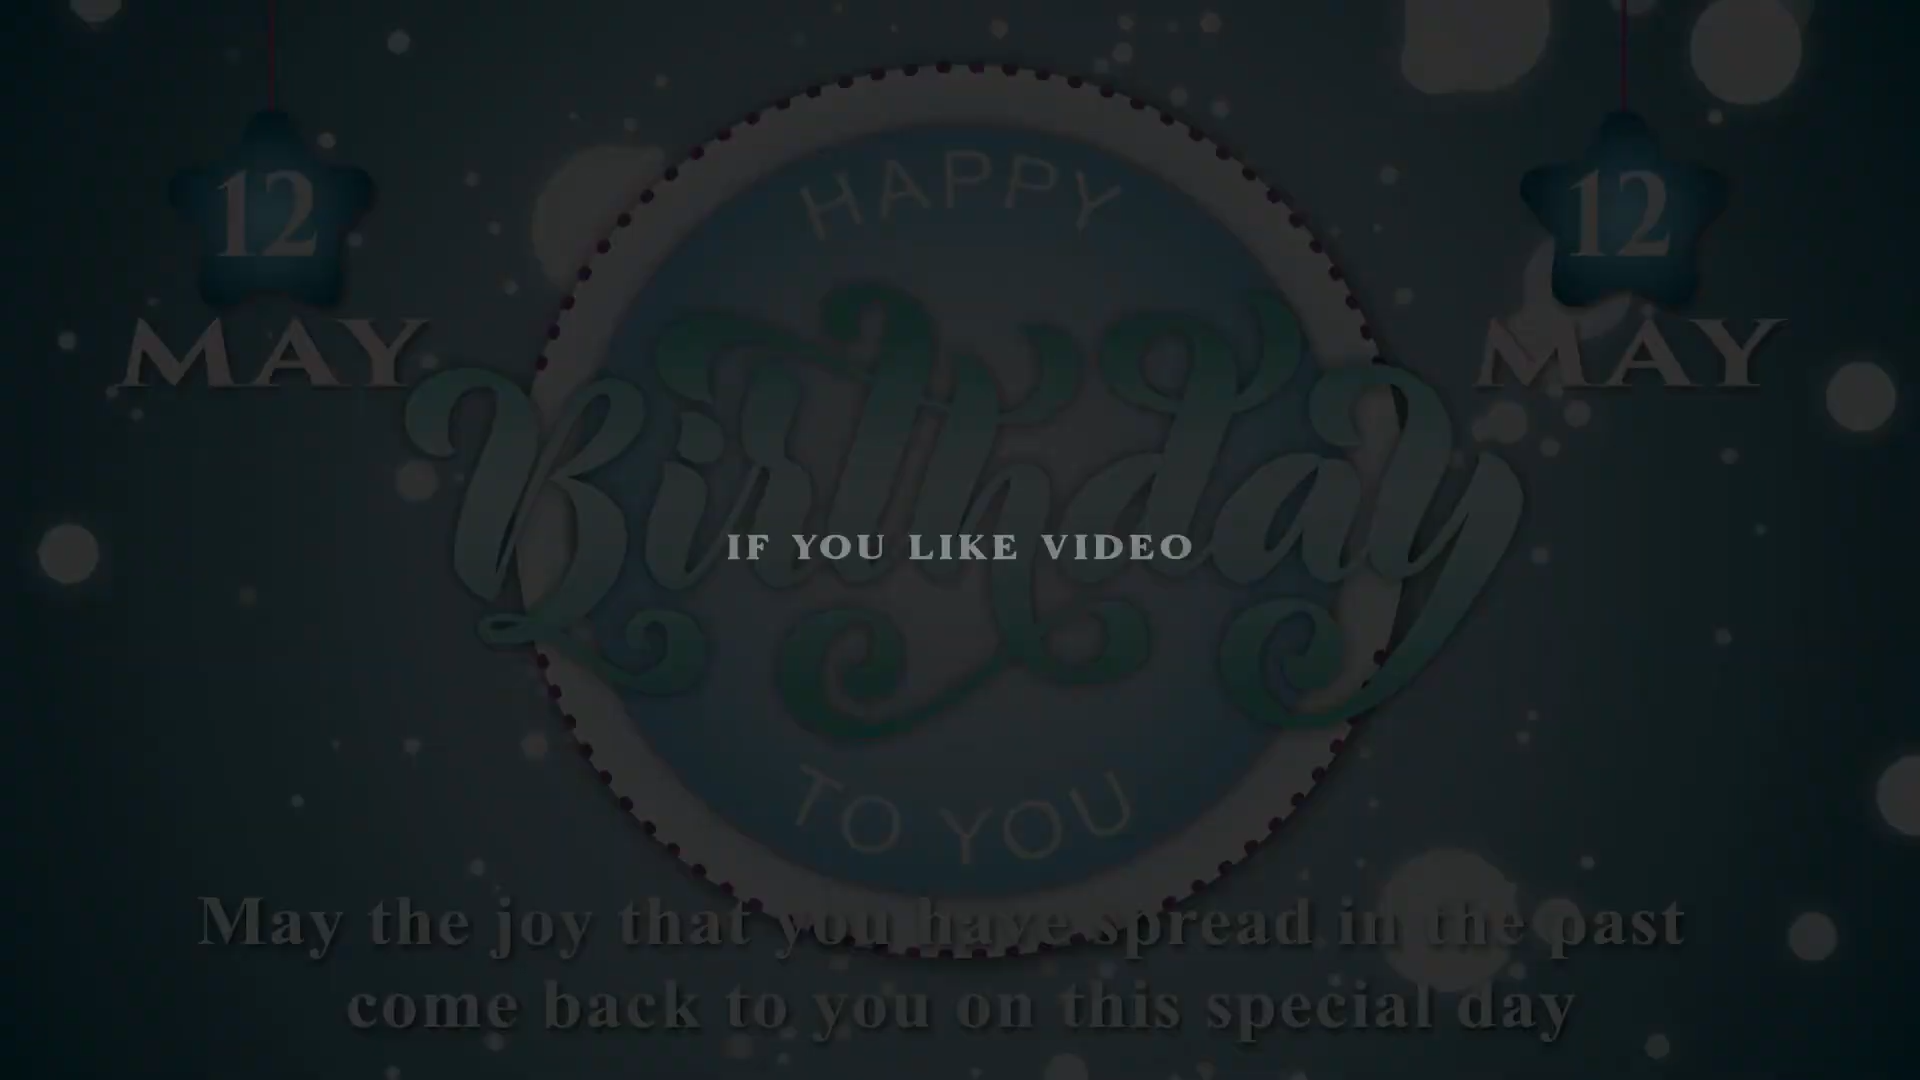 HAPPY
12
12
MAY
MAY
Birthday
IF YOU LIKE VIDEO
TO YOU
May the joy that you have spread in the past
come back to you on this special day